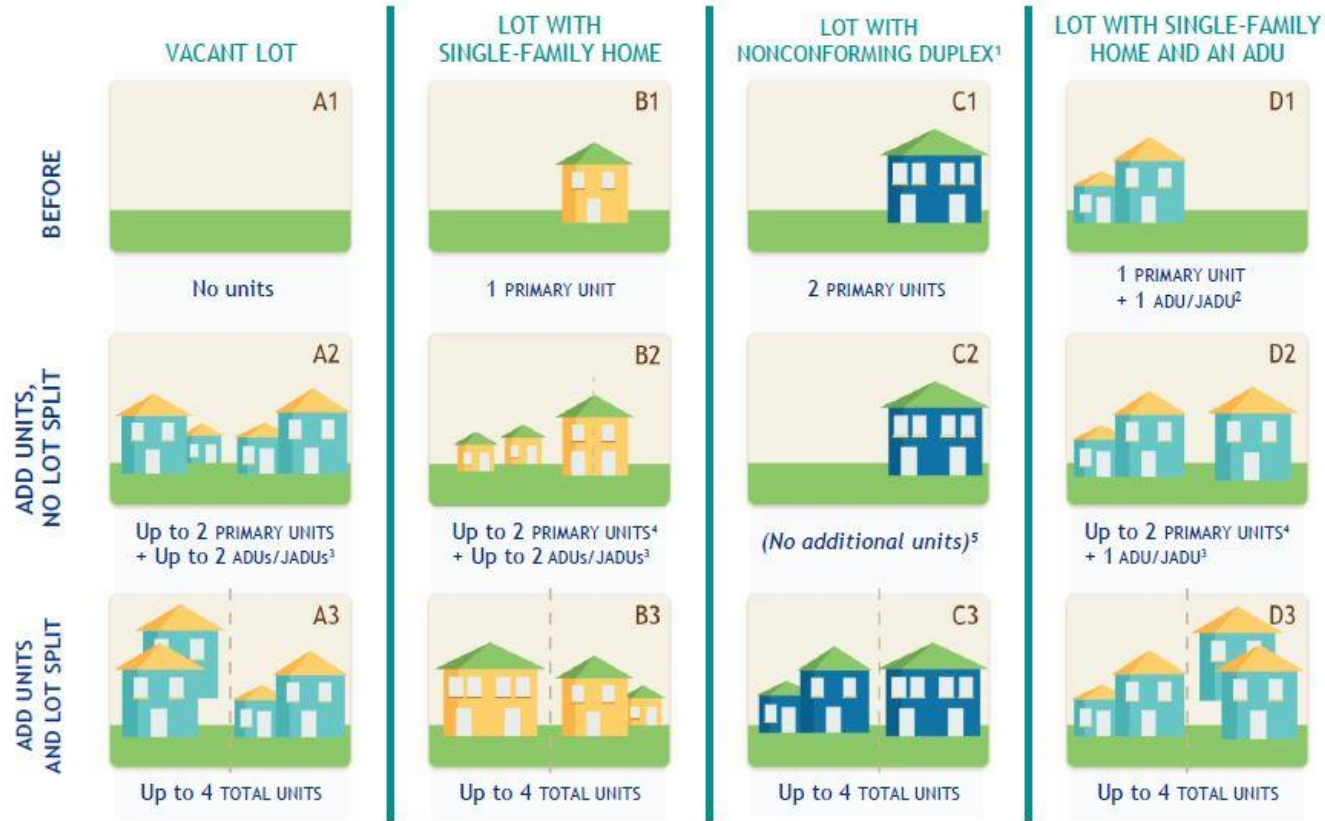 VACANT LOT
LOT WITH
SINGLE-FAMILY HOME
LOT WITH
NONCONFORMING DUPLEX¹
LOT WITH SINGLE-FAMILY
HOME AND AN ADU
BEFORE
A1
B1
C1
D1
No units
1 PRIMARY UNIT
2 PRIMARY UNITS
1 PRIMARY UNIT
+ 1 ADU/JADU²
ADD UNITS,
NO LOT SPLIT
A2
B2
C2
D2
Up to 2 PRIMARY UNITS
+ Up to 2 ADUs/JADUs³
Up to 2 PRIMARY UNITS⁴
+ Up to 2 ADUs/JADUs³
(No additional units)⁵
Up to 2 PRIMARY UNITS⁴
+ 1 ADU/JADU³
ADD UNITS
AND LOT SPLIT
A3
B3
C3
D3
Up to 4 TOTAL UNITS
Up to 4 TOTAL UNITS
Up to 4 TOTAL UNITS
Up to 4 TOTAL UNITS